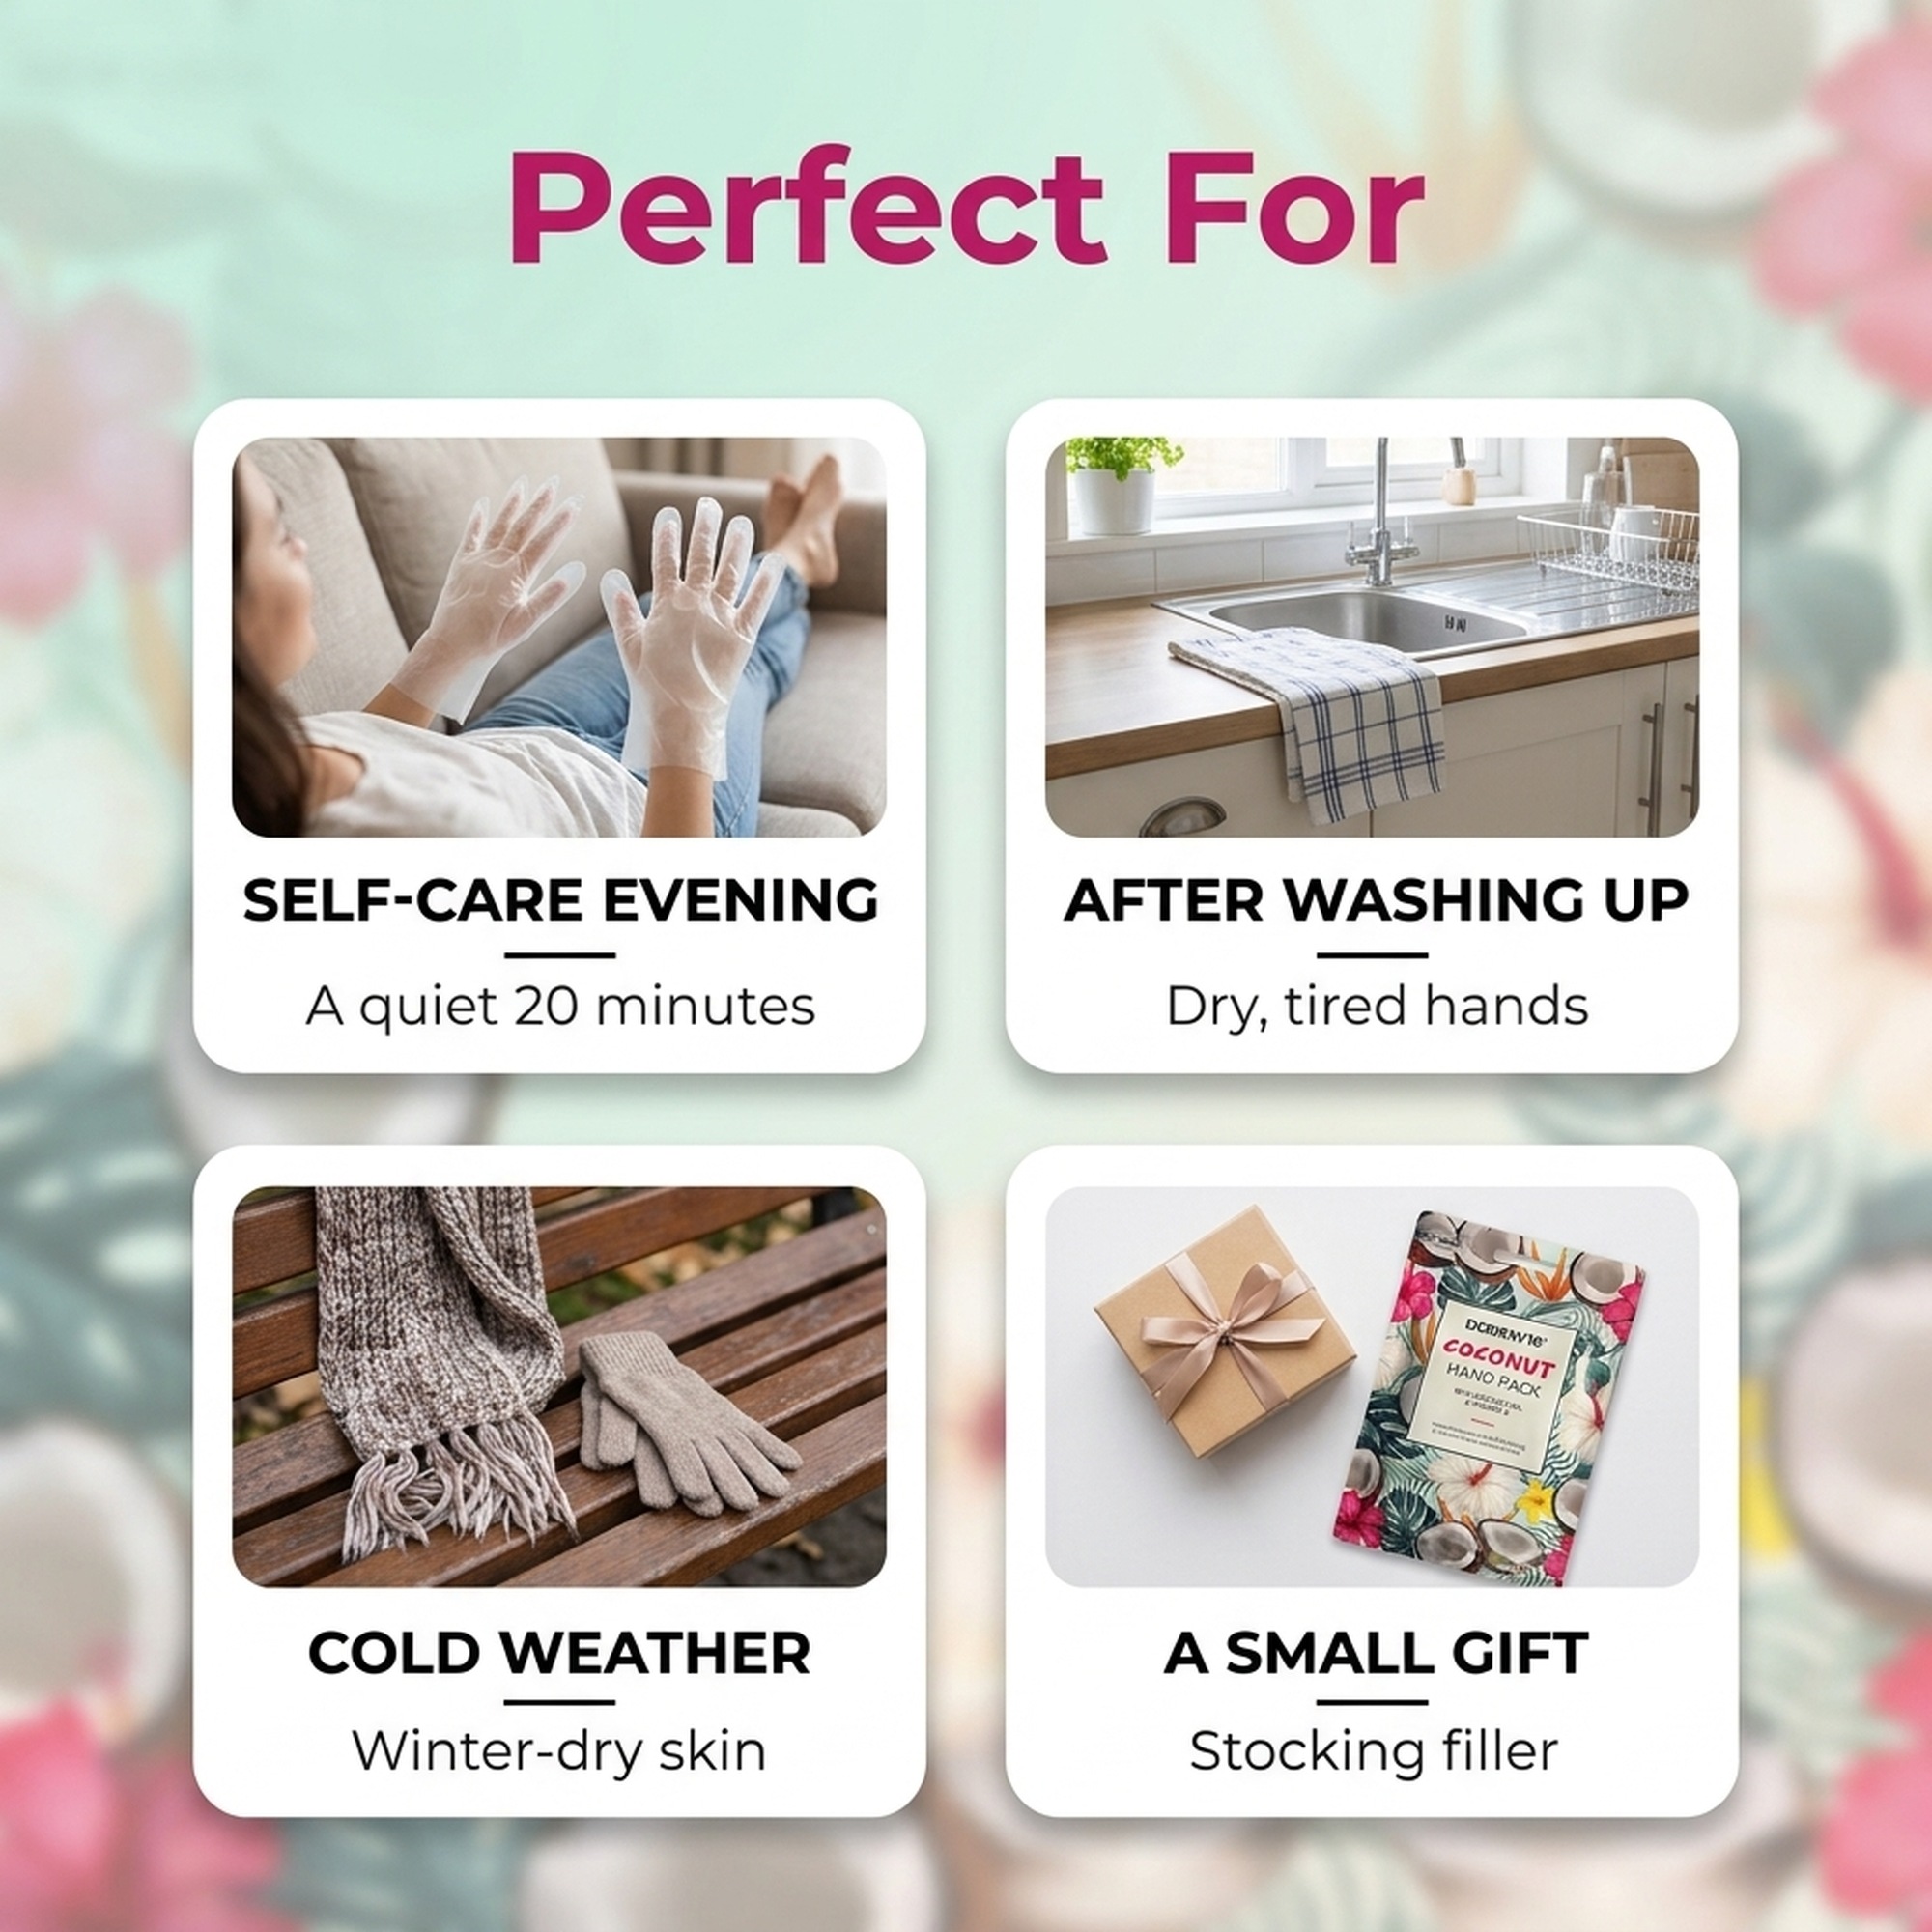 Perfect For
SELF-CARE EVENING
A quiet 20 minutes
AFTER WASHING UP
Dry, tired hands
COLD WEATHER
Winter-dry skin
COCONUT
HAND PACK
A SMALL GIFT
Stocking filler